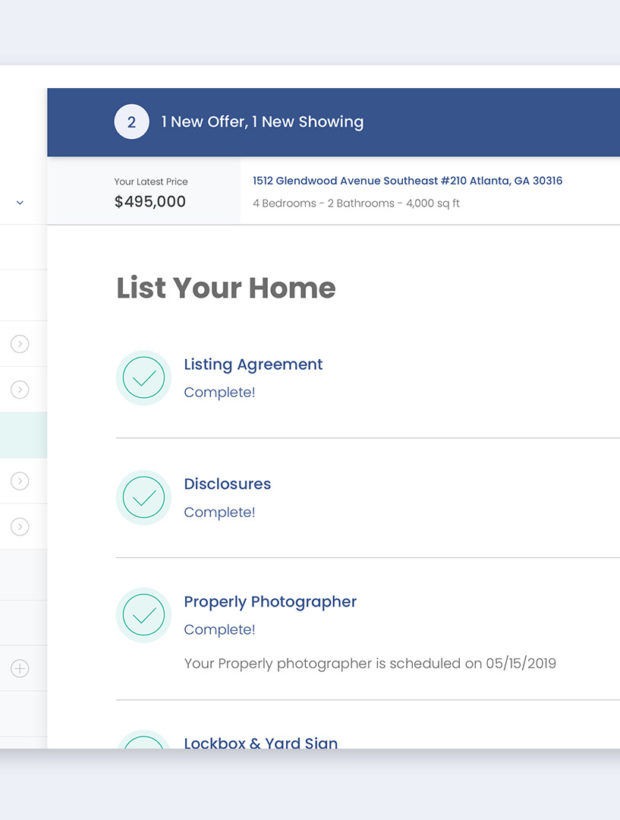 2
1 New Offer, 1 New Showing
Your Latest Price
$495,000
1512 Glendwood Avenue Southeast #210 Atlanta, GA 30316
4 Bedrooms - 2 Bathrooms - 4,000 sq ft
List Your Home
Listing Agreement
Complete!
Disclosures
Complete!
Properly Photographer
Complete!
Your Properly photographer is scheduled on 05/15/2019
Lockbox & Yard Sign